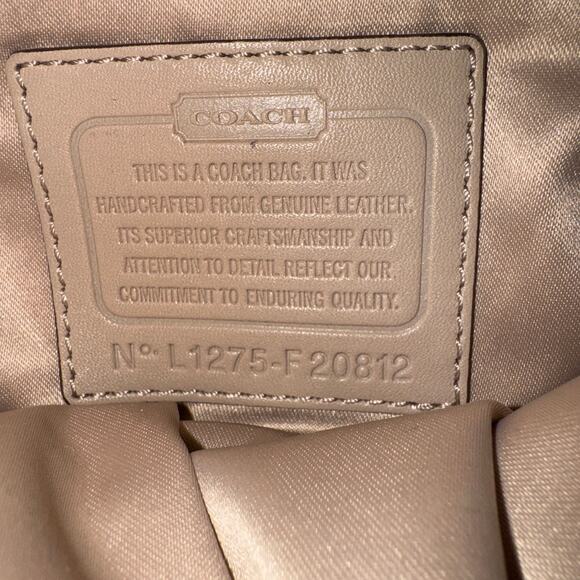 COACH
THIS IS A COACH BAG. IT WAS
HANDCRAFTED FROM GENUINE LEATHER.
ITS SUPERIOR CRAFTSMANSHIP AND
ATTENTION TO DETAIL REFLECT OUR
COMMITMENT TO ENDURING QUALITY.
Nº· L1275-F20812